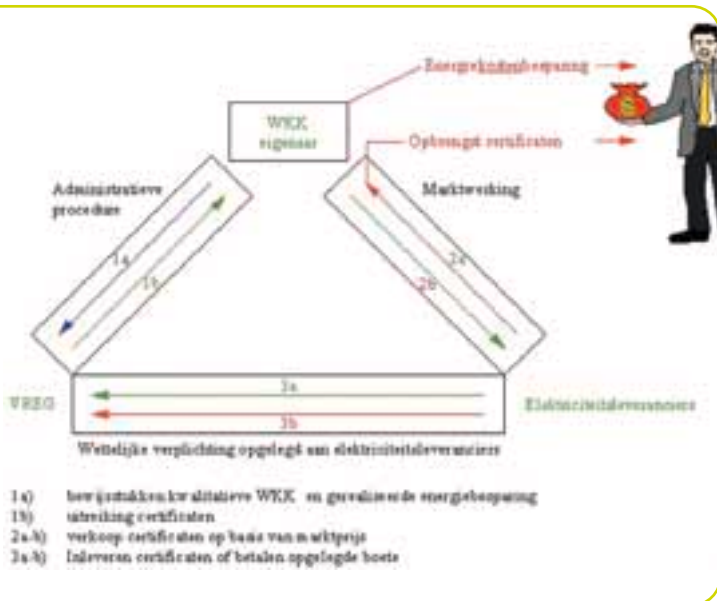 Energiekostenbesparing
WKK
eigenaar
Opbrengst certificaten
Administratieve
procedure
Marktwerking
1a
1b
2a
2b
VREG
3a
3b
Elektriciteitsleveranciers
Wettelijke verplichting opgelegd aan elektriciteitsleveranciers
1a) bewijsstukken kwalitatieve WKK en gerealiseerde energiebesparing
1b) uitreiking certificaten
2a-b) verkoop certificaten op basis van marktprijs
3a-b) Inleveren certificaten of betalen opgelegde boete